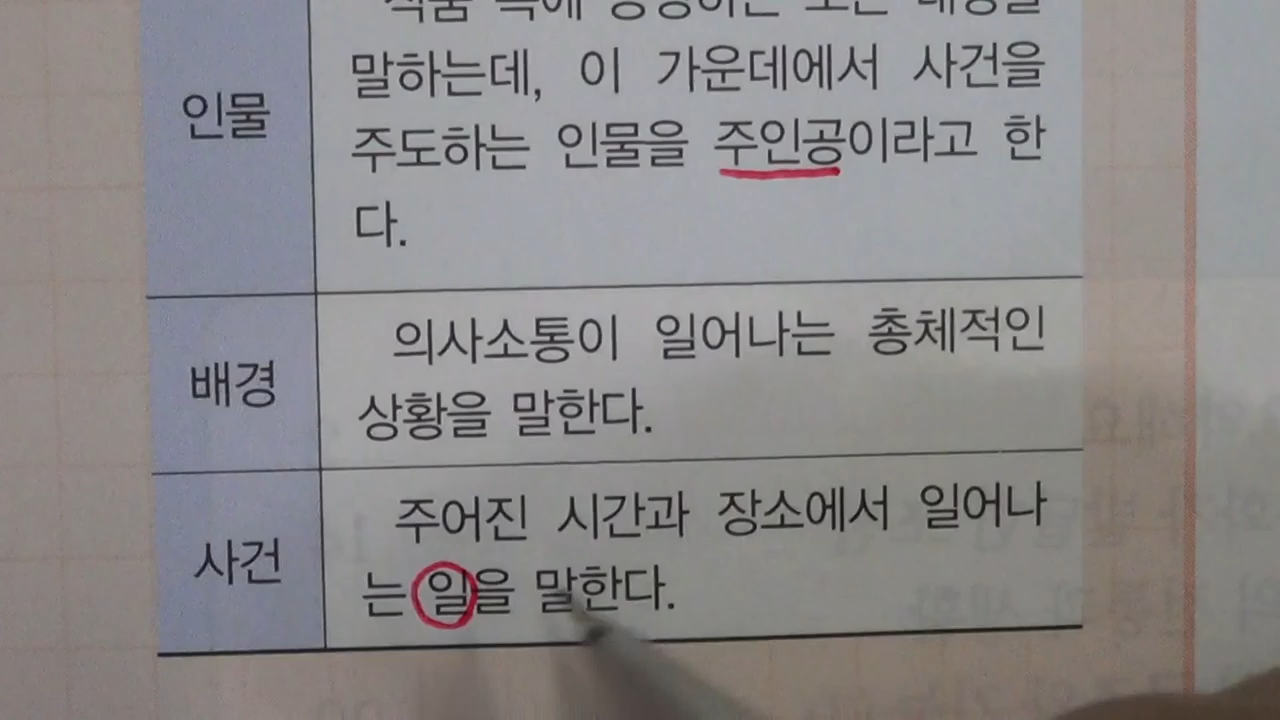 인물
말하는데, 이 가운데에서 사건을
주도하는 인물을 주인공이라고 한
다.
배경
의사소통이 일어나는 총체적인
상황을 말한다.
사건
주어진 시간과 장소에서 일어나
는 일을 말한다.